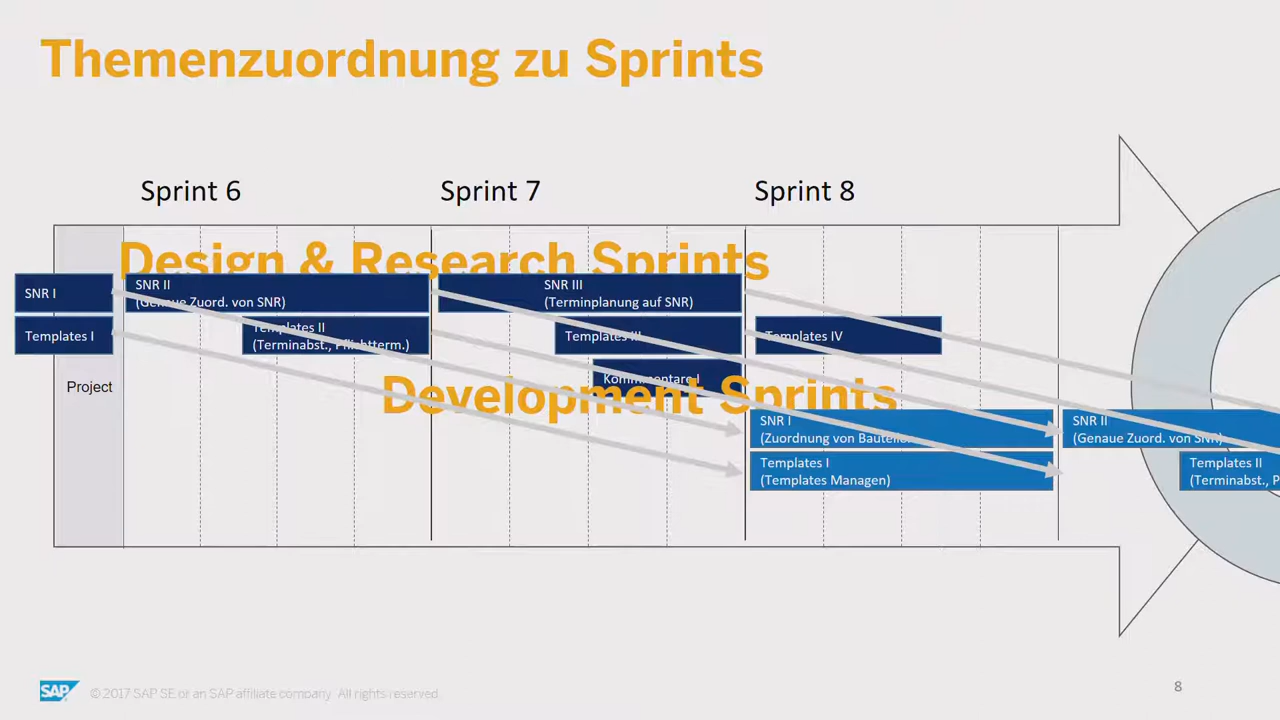 Themenzuordnung zu Sprints
Sprint 6
Sprint 7
Sprint 8
Design & Research Sprints
SNR I
SNR II
(Genaue Zuord. von SNR)
SNR III
(Terminplanung auf SNR)
Templates I
Templates II
(Terminabst., Pflichtterm.)
Templates III
Templates IV
Project
Kommentare I
Development Sprints
SNR I
(Zuordnung von Bauteilen
SNR II
(Genaue Zuord. von SNR)
Templates I
(Templates Managen)
Templates II
(Terminabst., P
SAP
© 2017 SAP SE or an SAP affiliate company. All rights reserved.
8